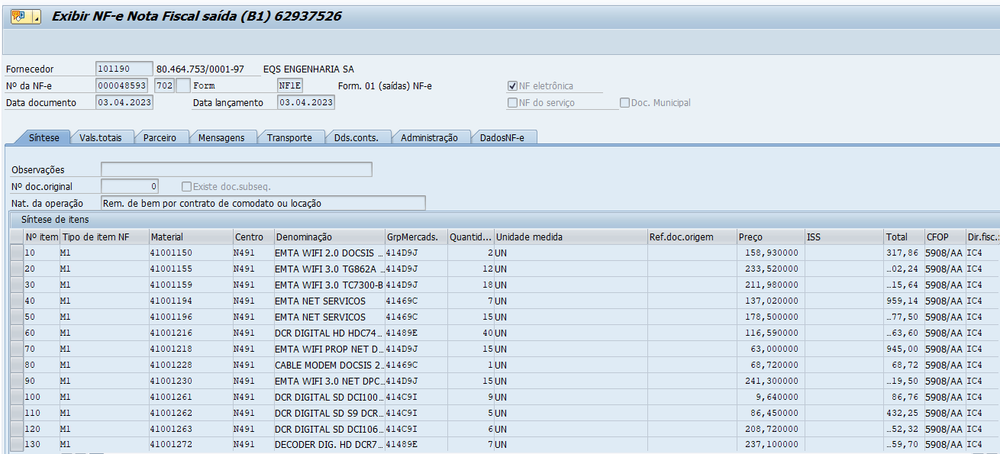 Exibir NF-e Nota Fiscal saída (B1) 62937526
Fornecedor 101190 80.464.753/0001-97 EQS ENGENHARIA SA
Nº da NF-e 000048593 702 Form NF1E Form. 01 (saídas) NF-e NF eletrônica
Data documento 03.04.2023 Data lançamento 03.04.2023 NF do serviço Doc. Municipal
Síntese Vals.totais Parceiro Mensagens Transporte Dds.conts. Administração DadosNF-e
Observações
Nº doc.original 0 Existe doc.subseq.
Nat. da operação Rem. de bem por contrato de comodato ou locação
Síntese de itens
Nº item Tipo de item NF Material Centro Denominação GrpMercads. Quantid... Unidade medida Ref.doc.origem Preço ISS Total CFOP Dir.fisc.:
10 M1 41001150 N491 EMTA WIFI 2.0 DOCSIS ... 414D9J 2 UN 158,930000 317,86 5908/AA IC4
20 M1 41001155 N491 EMTA WIFI 3.0 TG862A ... 414D9J 12 UN 233,520000 ...02,24 5908/AA IC4
30 M1 41001159 N491 EMTA WIFI 3.0 TC7300-B 414D9J 18 UN 211,980000 ...15,64 5908/AA IC4
40 M1 41001194 N491 EMTA NET SERVICOS 41469C 7 UN 137,020000 959,14 5908/AA IC4
50 M1 41001196 N491 EMTA NET SERVICOS 41469C 15 UN 178,500000 ...77,50 5908/AA IC4
60 M1 41001216 N491 DCR DIGITAL HD HDC74... 41489E 40 UN 116,590000 ...63,60 5908/AA IC4
70 M1 41001218 N491 EMTA WIFI PROP NET D... 414D9J 15 UN 63,000000 945,00 5908/AA IC4
80 M1 41001228 N491 CABLE MODEM DOCSIS 2... 41469C 1 UN 68,720000 68,72 5908/AA IC4
90 M1 41001230 N491 EMTA WIFI 3.0 NET DPC... 414D9J 15 UN 241,300000 ...19,50 5908/AA IC4
100 M1 41001261 N491 DCR DIGITAL SD DCI100... 414C9I 9 UN 9,640000 86,76 5908/AA IC4
110 M1 41001262 N491 DCR DIGITAL SD S9 DCR... 414C9I 5 UN 86,450000 432,25 5908/AA IC4
120 M1 41001263 N491 DCR DIGITAL SD DCI106... 414C9I 6 UN 208,720000 ...52,32 5908/AA IC4
130 M1 41001272 N491 DECODER DIG. HD DCR7... 41489E 7 UN 237,100000 ...59,70 5908/AA IC4